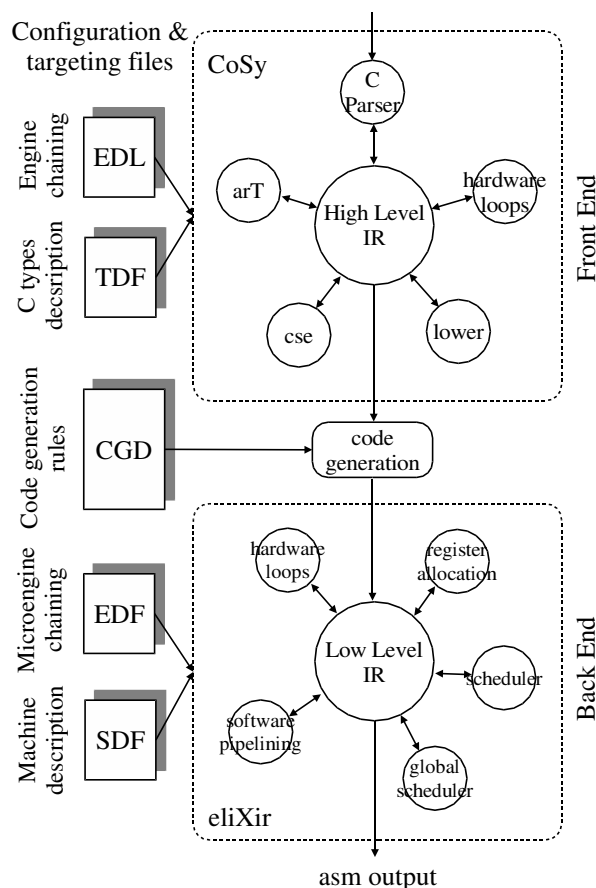 Configuration &
targeting files
CoSy
C
Parser
Engine
chaining
EDL
arT
High Level
IR
hardware
loops
Front End
C types
decsription
TDF
cse
lower
Code generation
rules
CGD
code
generation
Microengine
chaining
EDF
hardware
loops
register
allocation
Low Level
IR
scheduler
Back End
Machine
description
SDF
software
pipelining
global
scheduler
eliXir
asm output